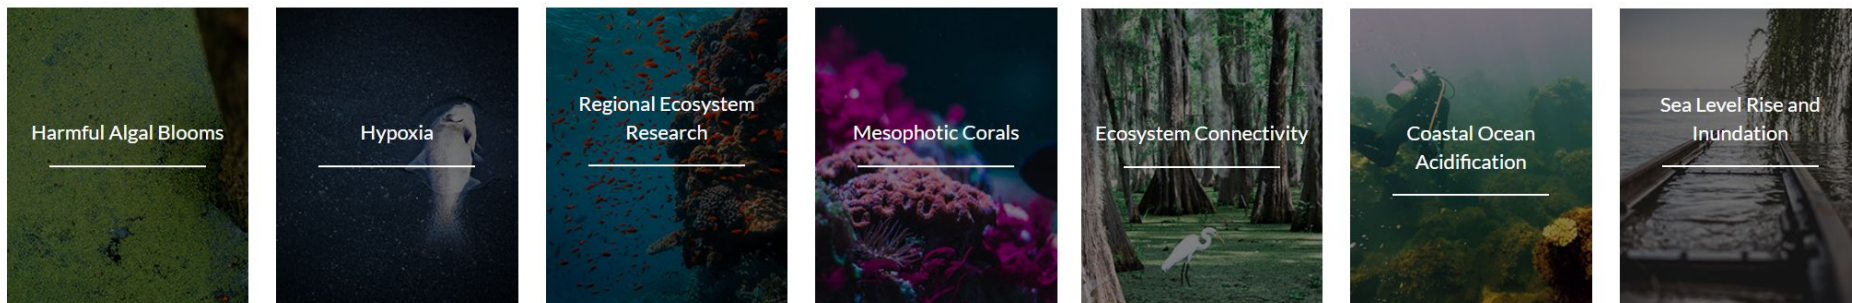 Harmful Algal Blooms
Hypoxia
Regional Ecosystem
Research
Mesophotic Corals
Ecosystem Connectivity
Coastal Ocean
Acidification
Sea Level Rise and
Inundation